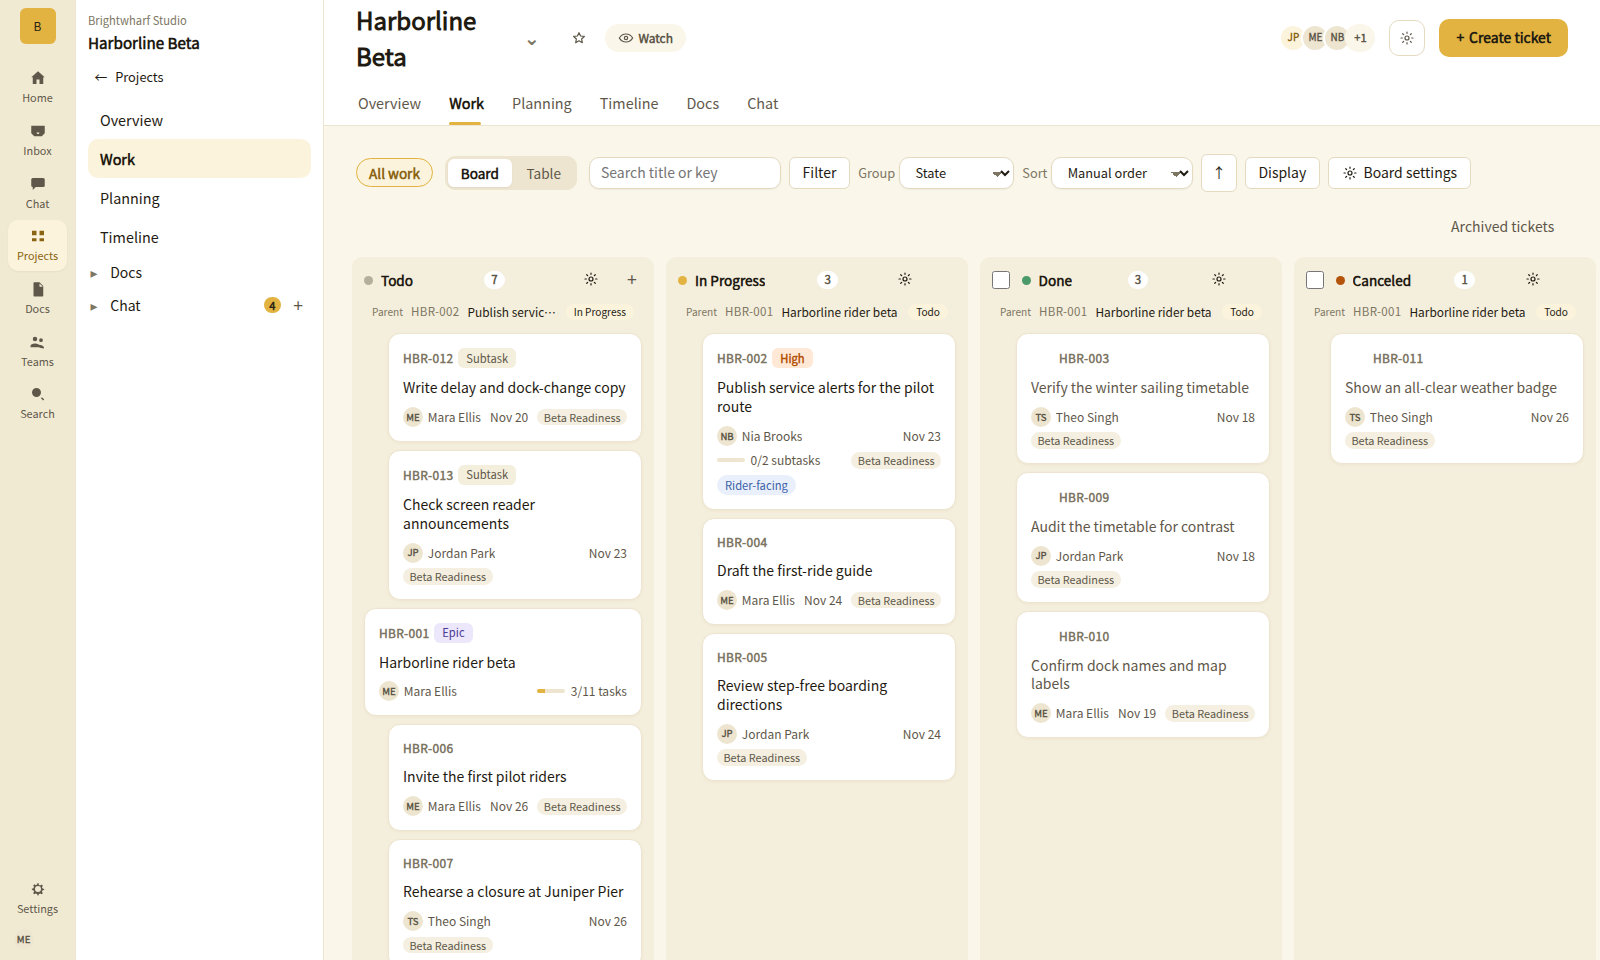 B
Home
Inbox
Chat
Projects
Docs
Teams
Search
Settings
ME
Brightwharf Studio
Harborline Beta
← Projects
Overview
Work
Planning
Timeline
Docs
Chat
4
+
Harborline
Beta
Watch
JP
ME
NB
+1
+ Create ticket
Overview
Work
Planning
Timeline
Docs
Chat
All work
Board
Table
Search title or key
Filter
Group
State
Sort
Manual order
↑
Display
Board settings
Archived tickets
Todo
7
+
Parent HBR-002 Publish servic… In Progress
HBR-012 Subtask
Write delay and dock-change copy
ME Mara Ellis Nov 20 Beta Readiness
HBR-013 Subtask
Check screen reader
announcements
JP Jordan Park Nov 23
Beta Readiness
HBR-001 Epic
Harborline rider beta
ME Mara Ellis 3/11 tasks
HBR-006
Invite the first pilot riders
ME Mara Ellis Nov 26 Beta Readiness
HBR-007
Rehearse a closure at Juniper Pier
TS Theo Singh Nov 26
Beta Readiness
In Progress
3
Parent HBR-001 Harborline rider beta Todo
HBR-002 High
Publish service alerts for the pilot
route
NB Nia Brooks Nov 23
0/2 subtasks Beta Readiness
Rider-facing
HBR-004
Draft the first-ride guide
ME Mara Ellis Nov 24 Beta Readiness
HBR-005
Review step-free boarding
directions
JP Jordan Park Nov 24
Beta Readiness
Done
3
Parent HBR-001 Harborline rider beta Todo
HBR-003
Verify the winter sailing timetable
TS Theo Singh Nov 18
Beta Readiness
HBR-009
Audit the timetable for contrast
JP Jordan Park Nov 18
Beta Readiness
HBR-010
Confirm dock names and map
labels
ME Mara Ellis Nov 19 Beta Readiness
Canceled
1
Parent HBR-001 Harborline rider beta Todo
HBR-011
Show an all-clear weather badge
TS Theo Singh Nov 26
Beta Readiness